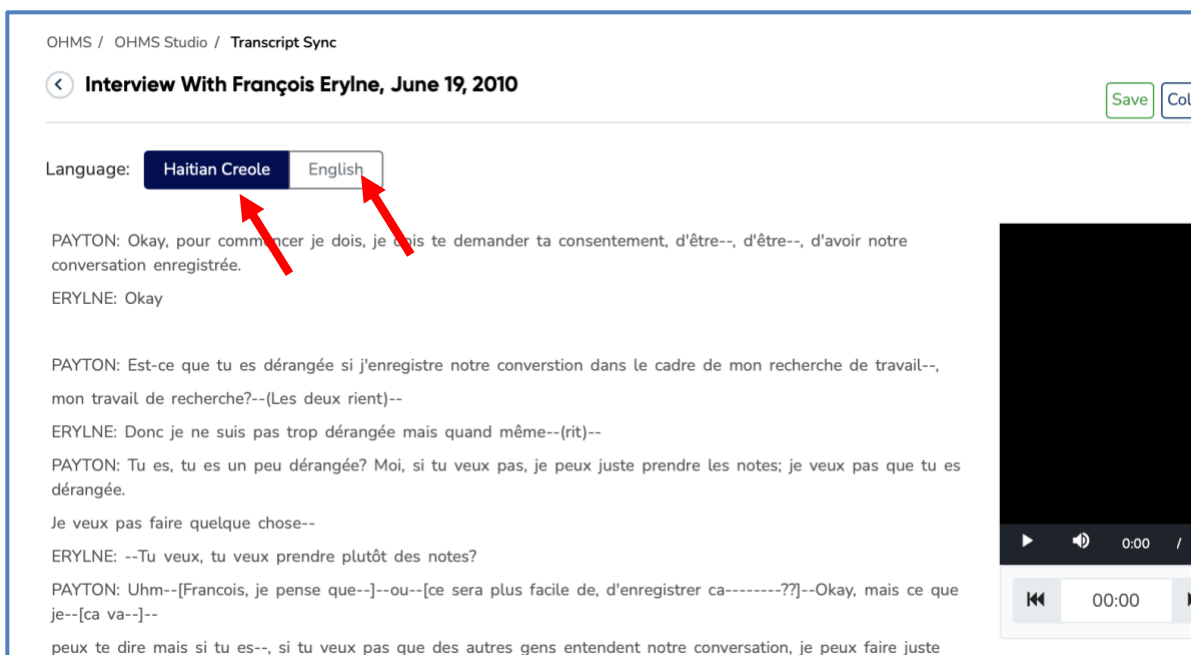 OHMS / OHMS Studio / Transcript Sync
Interview With François Erylne, June 19, 2010
Save
Language: Haitian Creole English
PAYTON: Okay, pour commencer je dois, je dois te demander ta consentement, d'être--, d'être--, d'avoir notre
conversation enregistrée.
ERYLNE: Okay
PAYTON: Est-ce que tu es dérangée si j'enregistre notre converstion dans le cadre de mon recherche de travail--,
mon travail de recherche?--(Les deux rient)--
ERYLNE: Donc je ne suis pas trop dérangée mais quand même--(rit)--
PAYTON: Tu es, tu es un peu dérangée? Moi, si tu veux pas, je peux juste prendre les notes; je veux pas que tu es
dérangée.
Je veux pas faire quelque chose--
ERYLNE: --Tu veux, tu veux prendre plutôt des notes?
PAYTON: Uhm--[Francois, je pense que--]--ou--[ce sera plus facile de, d'enregistrer ca--------??]--Okay, mais ce que
je--[ca va--]--
peux te dire mais si tu es--, si tu veux pas que des autres gens entendent notre conversation, je peux faire juste
0:00 /
00:00